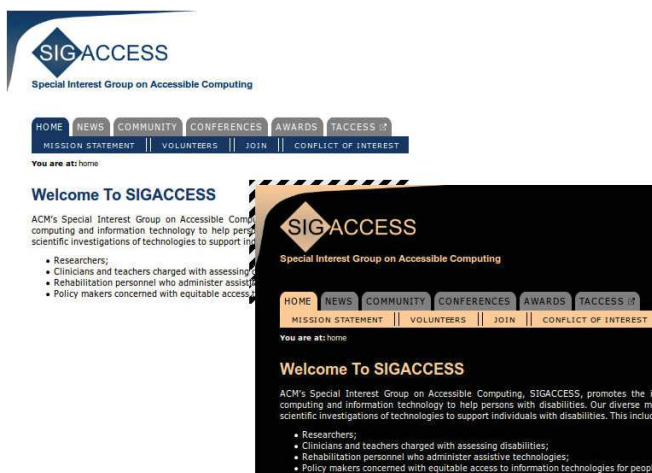 SIGACCESS
Special Interest Group on Accessible Computing
HOME NEWS COMMUNITY CONFERENCES AWARDS TACCESS
MISSION STATEMENT VOLUNTEERS JOIN CONFLICT OF INTEREST
You are at: home
Welcome To SIGACCESS
ACM's Special Interest Group on Accessible
computing and information technology to help
scientific investigations of technologies to support
Researchers;
Clinicians and teachers charged with assessing
Rehabilitation personnel who administer
Policy makers concerned with equitable access
SIGACCESS
Special Interest Group on Accessible Computing
HOME NEWS COMMUNITY CONFERENCES AWARDS TACCESS
MISSION STATEMENT VOLUNTEERS JOIN CONFLICT OF INTEREST
You are at: home
Welcome To SIGACCESS
ACM's Special Interest Group on Accessible Computing, SIGACCESS, promotes the
computing and information technology to help persons with disabilities. Our diverse
scientific investigations of technologies to support individuals with disabilities. This
Researchers;
Clinicians and teachers charged with assessing disabilities;
Rehabilitation personnel who administer assistive technologies;
Policy makers concerned with equitable access to information technologies for